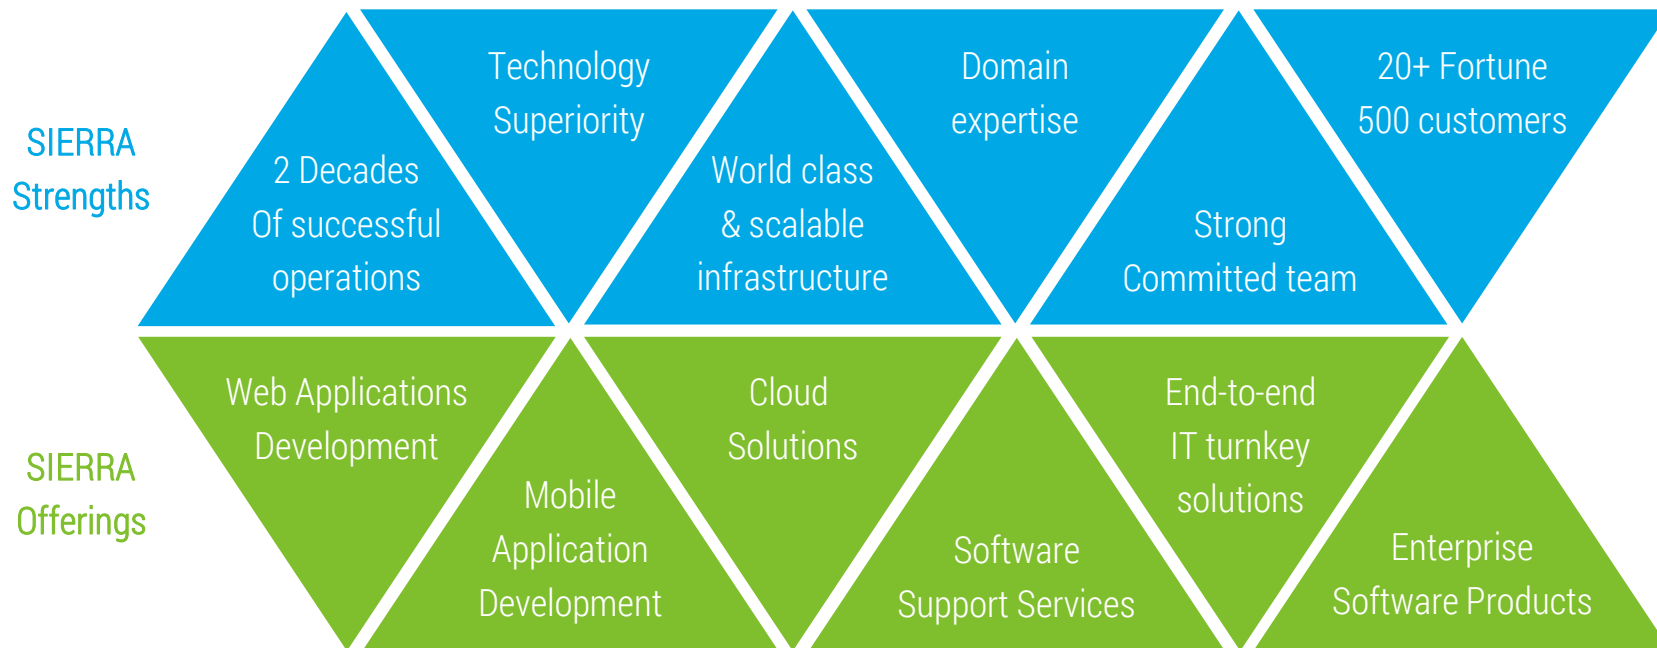 SIERRA
Strengths
2 Decades
Of successful
operations
Technology
Superiority
World class
& scalable
infrastructure
Domain
expertise
Strong
Committed team
20+ Fortune
500 customers
SIERRA
Offerings
Web Applications
Development
Mobile
Application
Development
Cloud
Solutions
Software
Support Services
End-to-end
IT turnkey
solutions
Enterprise
Software Products